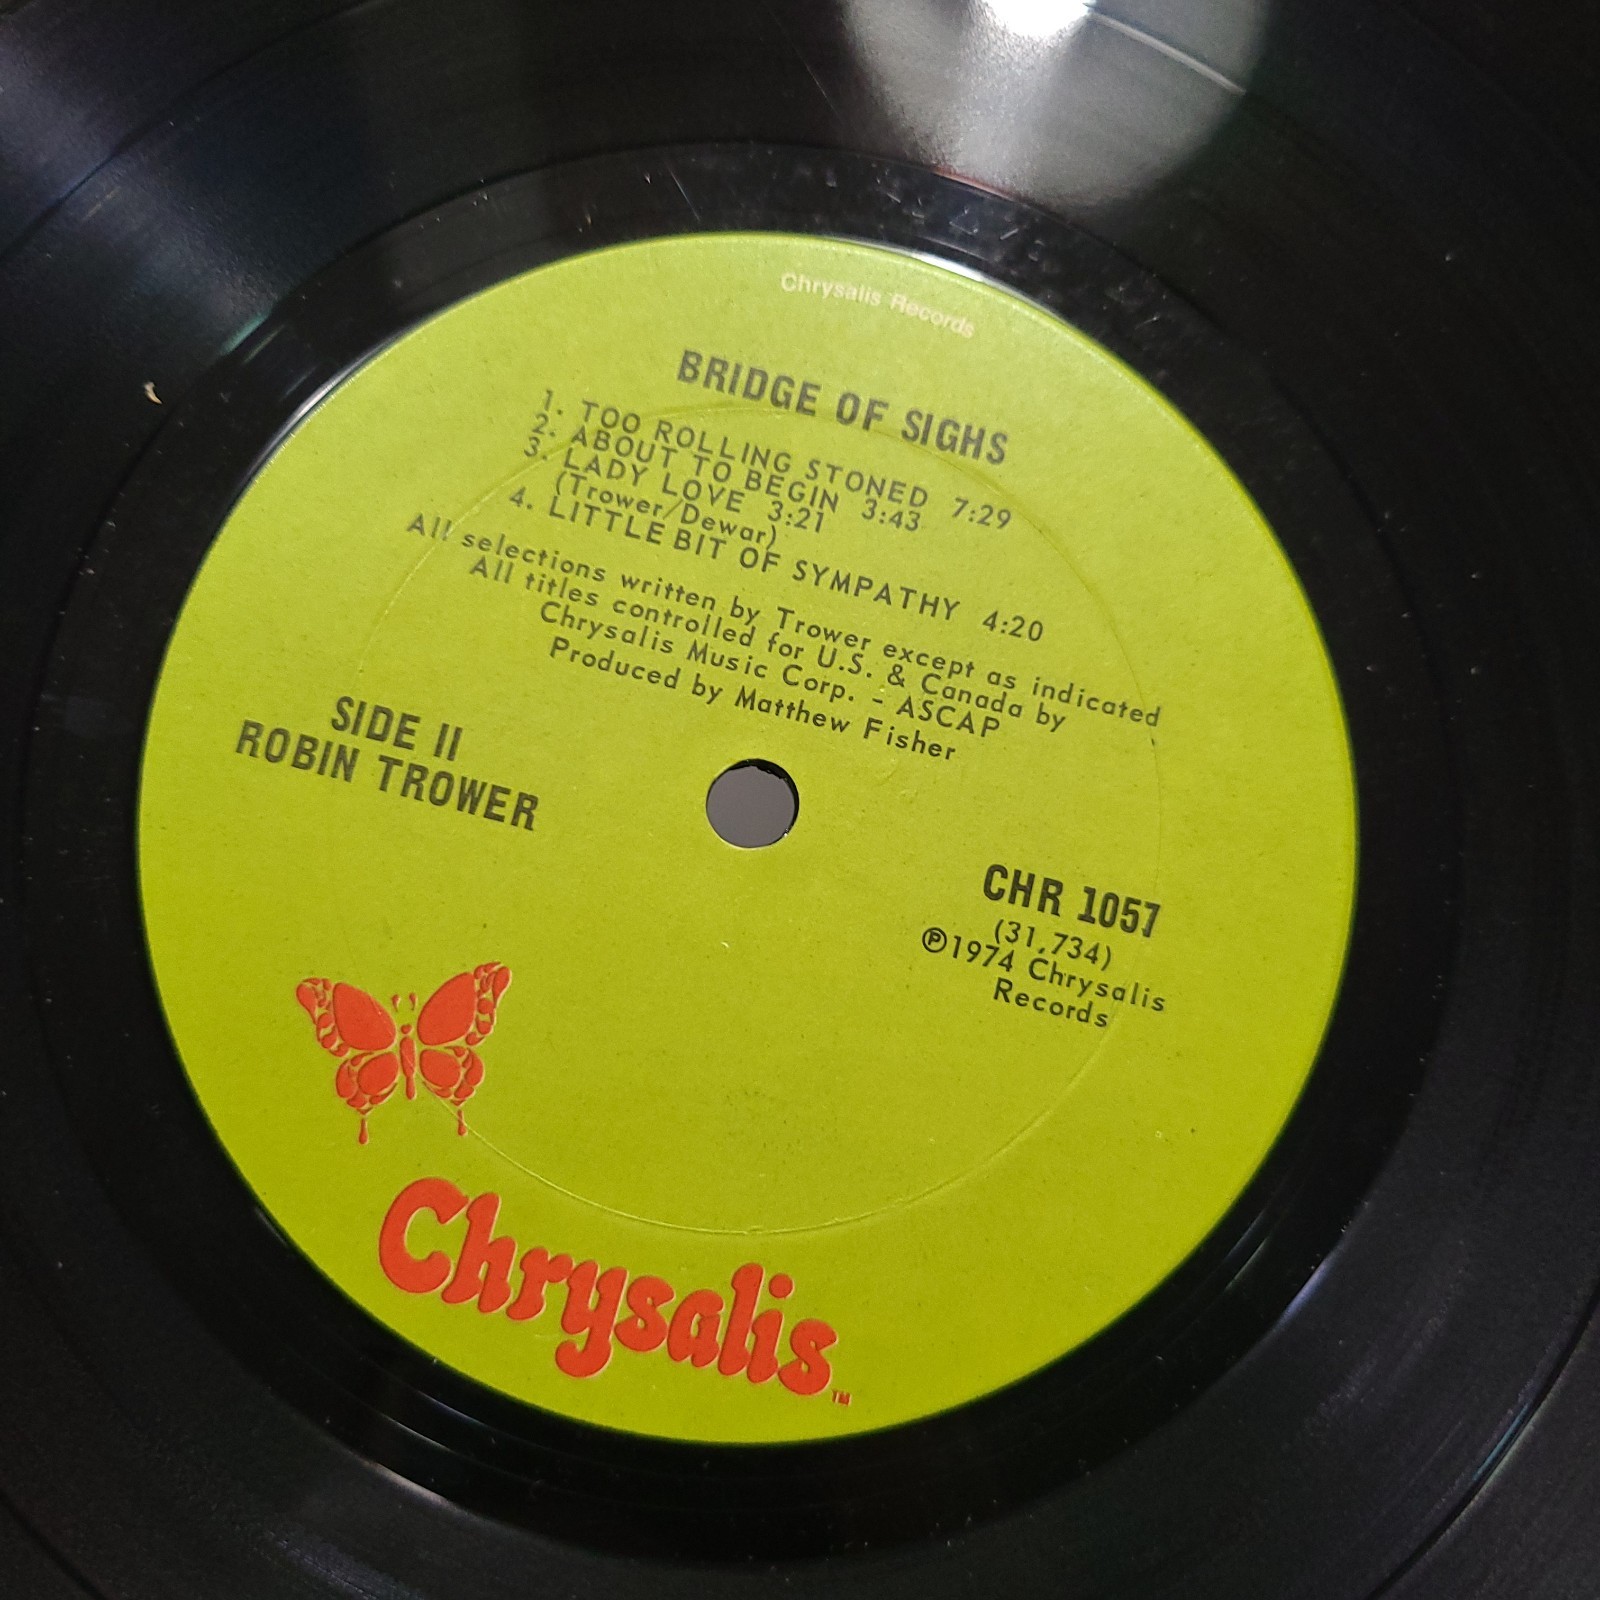 Chrysalis Records
BRIDGE OF SIGHS
1. TOO ROLLING STONED 7:29
2. ABOUT TO BEGIN 3:43
3. LADY LOVE 3:21
(Trower/Dewar)
4. LITTLE BIT OF SYMPATHY 4:20
All selections written by Trower except as indicated
All titles controlled for U.S. & Canada by
Chrysalis Music Corp. - ASCAP
Produced by Matthew Fisher
SIDE II
ROBIN TROWER
CHR 1057
(31,734)
℗1974 Chrysalis
Records
Chrysalis™